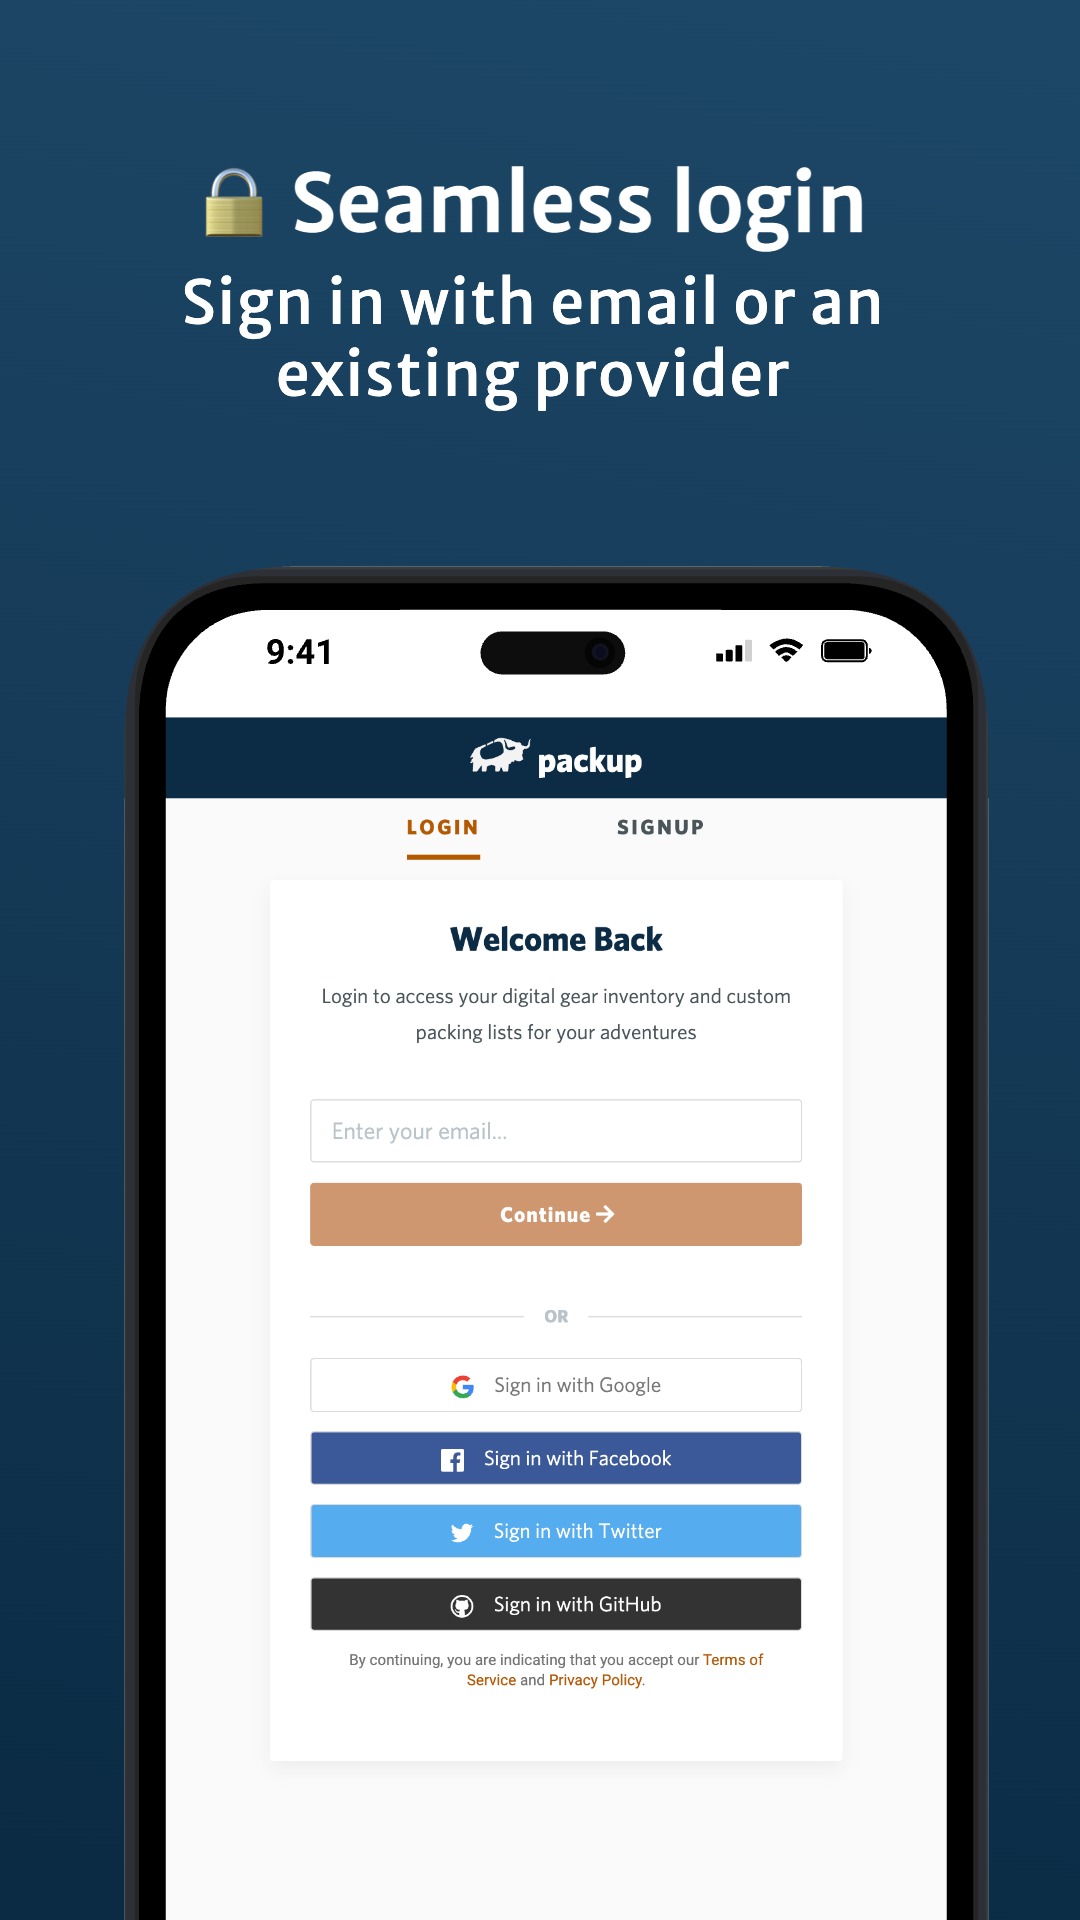 🔒 Seamless login
Sign in with email or an
existing provider
9:41
packup
LOGIN SIGNUP
Welcome Back
Login to access your digital gear inventory and custom
packing lists for your adventures
Enter your email...
Continue →
OR
Sign in with Google
Sign in with Facebook
Sign in with Twitter
Sign in with GitHub
By continuing, you are indicating that you accept our Terms of
Service and Privacy Policy.